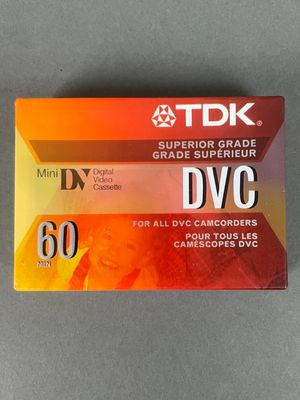 TDK®
SUPERIOR GRADE
GRADE SUPÉRIEUR
Mini DV Digital Video Cassette
DVC
FOR ALL DVC CAMCORDERS
60
MIN
POUR TOUS LES
CAMÉSCOPES DVC